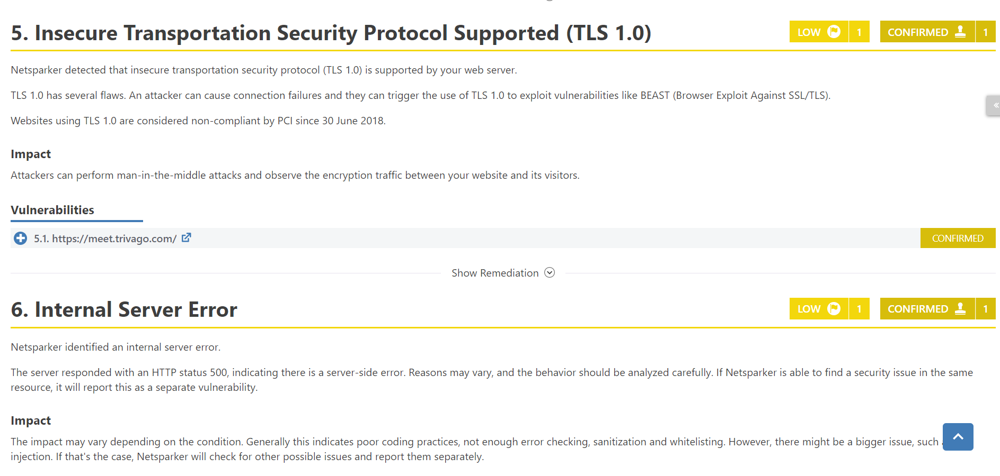 5. Insecure Transportation Security Protocol Supported (TLS 1.0)
LOW 1 CONFIRMED 1
Netsparker detected that insecure transportation security protocol (TLS 1.0) is supported by your web server.
TLS 1.0 has several flaws. An attacker can cause connection failures and they can trigger the use of TLS 1.0 to exploit vulnerabilities like BEAST (Browser Exploit Against SSL/TLS).
Websites using TLS 1.0 are considered non-compliant by PCI since 30 June 2018.
Impact
Attackers can perform man-in-the-middle attacks and observe the encryption traffic between your website and its visitors.
Vulnerabilities
5.1. https://meet.trivago.com/ CONFIRMED
Show Remediation
6. Internal Server Error
LOW 1 CONFIRMED 1
Netsparker identified an internal server error.
The server responded with an HTTP status 500, indicating there is a server-side error. Reasons may vary, and the behavior should be analyzed carefully. If Netsparker is able to find a security issue in the same
resource, it will report this as a separate vulnerability.
Impact
The impact may vary depending on the condition. Generally this indicates poor coding practices, not enough error checking, sanitization and whitelisting. However, there might be a bigger issue, such
injection. If that's the case, Netsparker will check for other possible issues and report them separately.